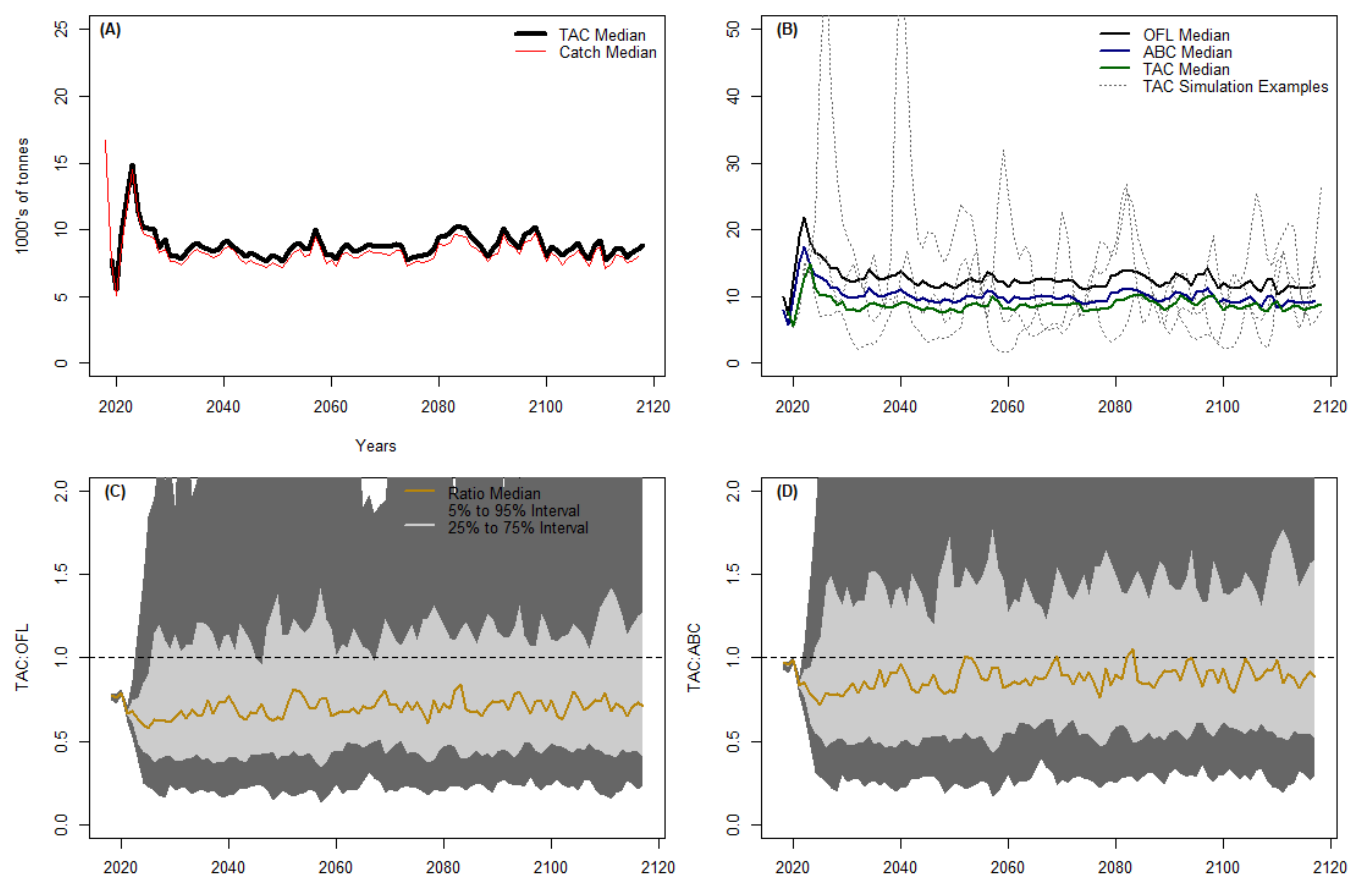 (A)
TAC Median
Catch Median
25
20
15
10
5
0
1000's of tonnes
2020 2040 2060 2080 2100 2120
Years
(B)
OFL Median
ABC Median
TAC Median
TAC Simulation Examples
50
40
30
20
10
0
2020 2040 2060 2080 2100 2120
(C)
Ratio Median
5% to 95% Interval
25% to 75% Interval
2.0
1.5
1.0
0.5
0.0
TAC:OFL
2020 2040 2060 2080 2100 2120
(D)
2.0
1.5
1.0
0.5
0.0
TAC:ABC
2020 2040 2060 2080 2100 2120